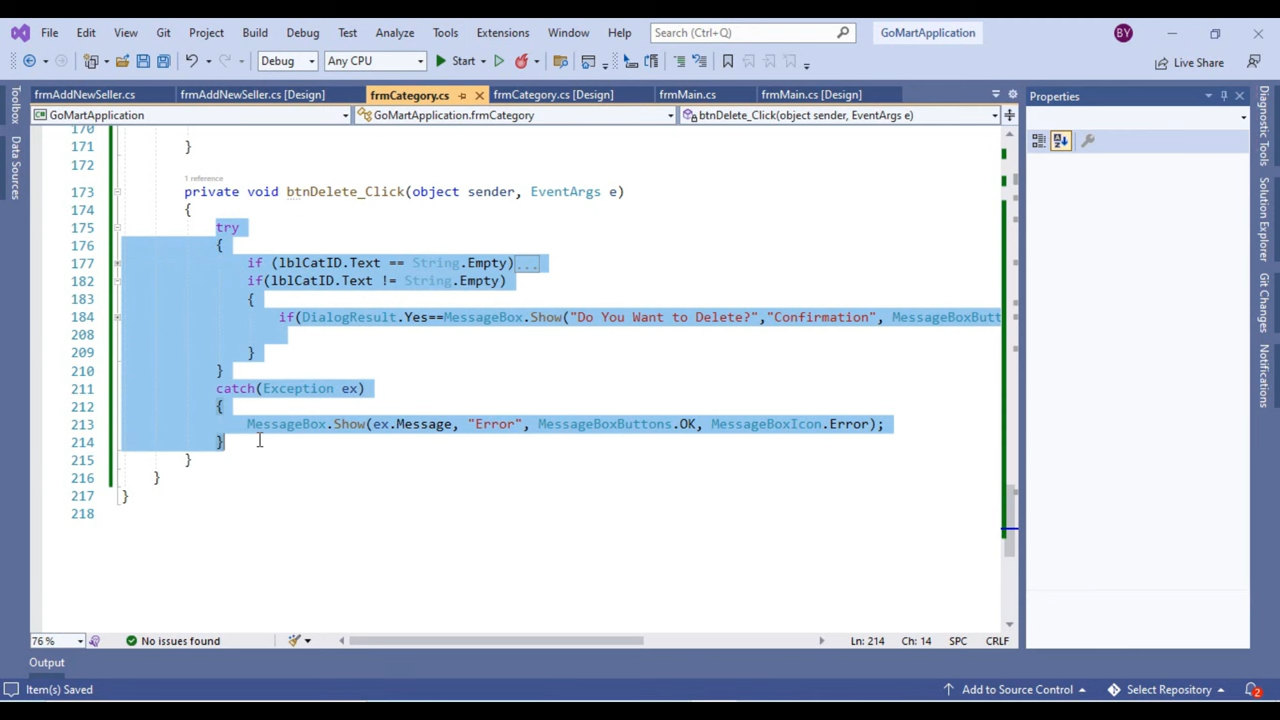 File Edit View Git Project Build Debug Test Analyze Tools Extensions Window Help Search (Ctrl+Q) GoMartApplication BY
Debug Any CPU Start Live Share
frmAddNewSeller.cs frmAddNewSeller.cs [Design] frmCategory.cs frmCategory.cs [Design] frmMain.cs frmMain.cs [Design] Properties
GoMartApplication GoMartApplication.frmCategory btnDelete_Click(object sender, EventArgs e)
Toolbox
Data Sources
Diagnostic Tools
Solution Explorer
Git Changes
Notifications
170
171 }
172
1 reference
173 private void btnDelete_Click(object sender, EventArgs e)
174 {
175 try
176 {
177 if (lblCatID.Text == String.Empty)...
182 if(lblCatID.Text != String.Empty)
183 {
184 if(DialogResult.Yes==MessageBox.Show("Do You Want to Delete?","Confirmation", MessageBoxButt
208
209 }
210 }
211 catch(Exception ex)
212 {
213 MessageBox.Show(ex.Message, "Error", MessageBoxButtons.OK, MessageBoxIcon.Error);
214 }
215 }
216 }
217 }
218
76 % No issues found Ln: 214 Ch: 14 SPC CRLF
Output
Item(s) Saved Add to Source Control Select Repository 2